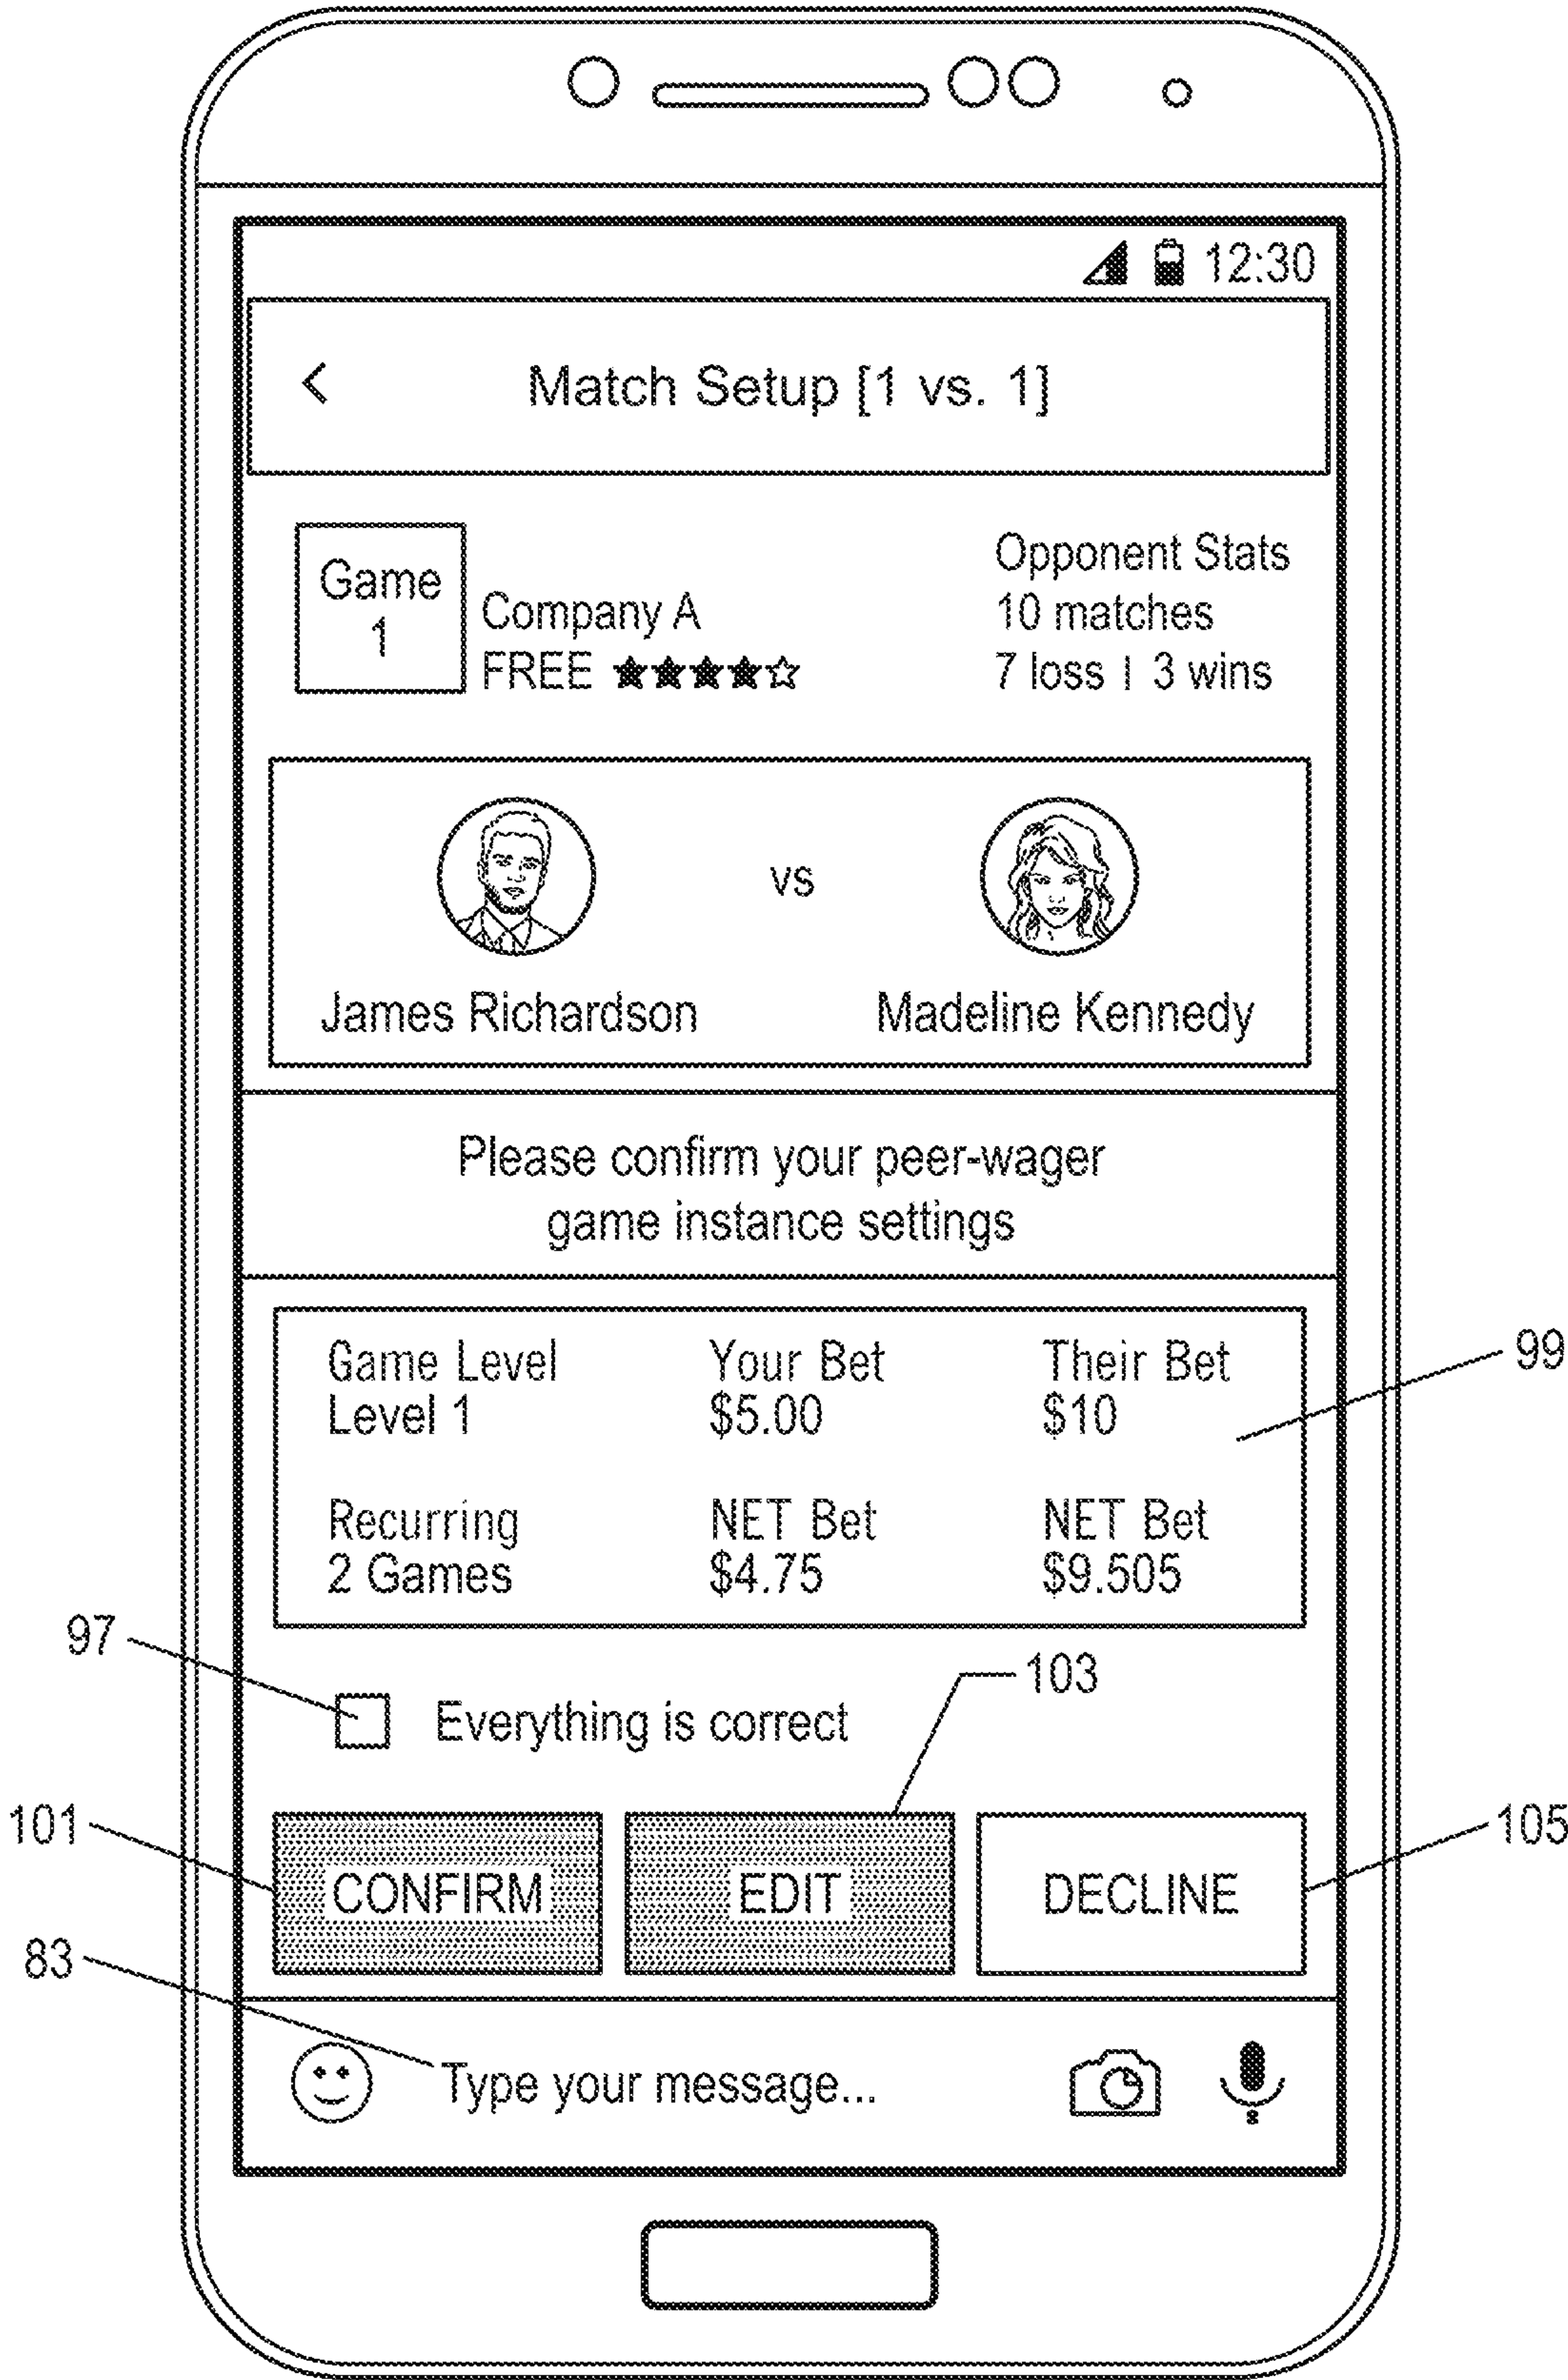 12:30
< Match Setup [1 vs. 1]
Game
1
Company A
FREE ★★★★☆
Opponent Stats
10 matches
7 loss | 3 wins
vs
James Richardson
Madeline Kennedy
Please confirm your peer-wager
game instance settings
Game Level
Level 1
Your Bet
$5.00
Their Bet
$10
99
Recurring
2 Games
NET Bet
$4.75
NET Bet
$9.505
97
103
Everything is correct
101
CONFIRM
EDIT
DECLINE
105
83
Type your message...